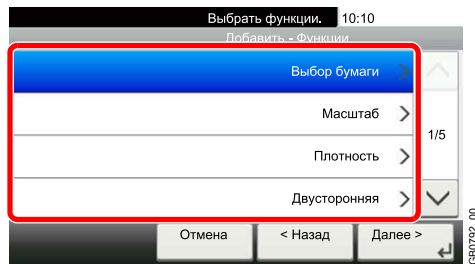 Выбрать функции. 10:10
Добавить - Функции
Выбор бумаги
Масштаб
1/5
Плотность
Двусторонняя
Отмена < Назад Далее >
GB0792_00